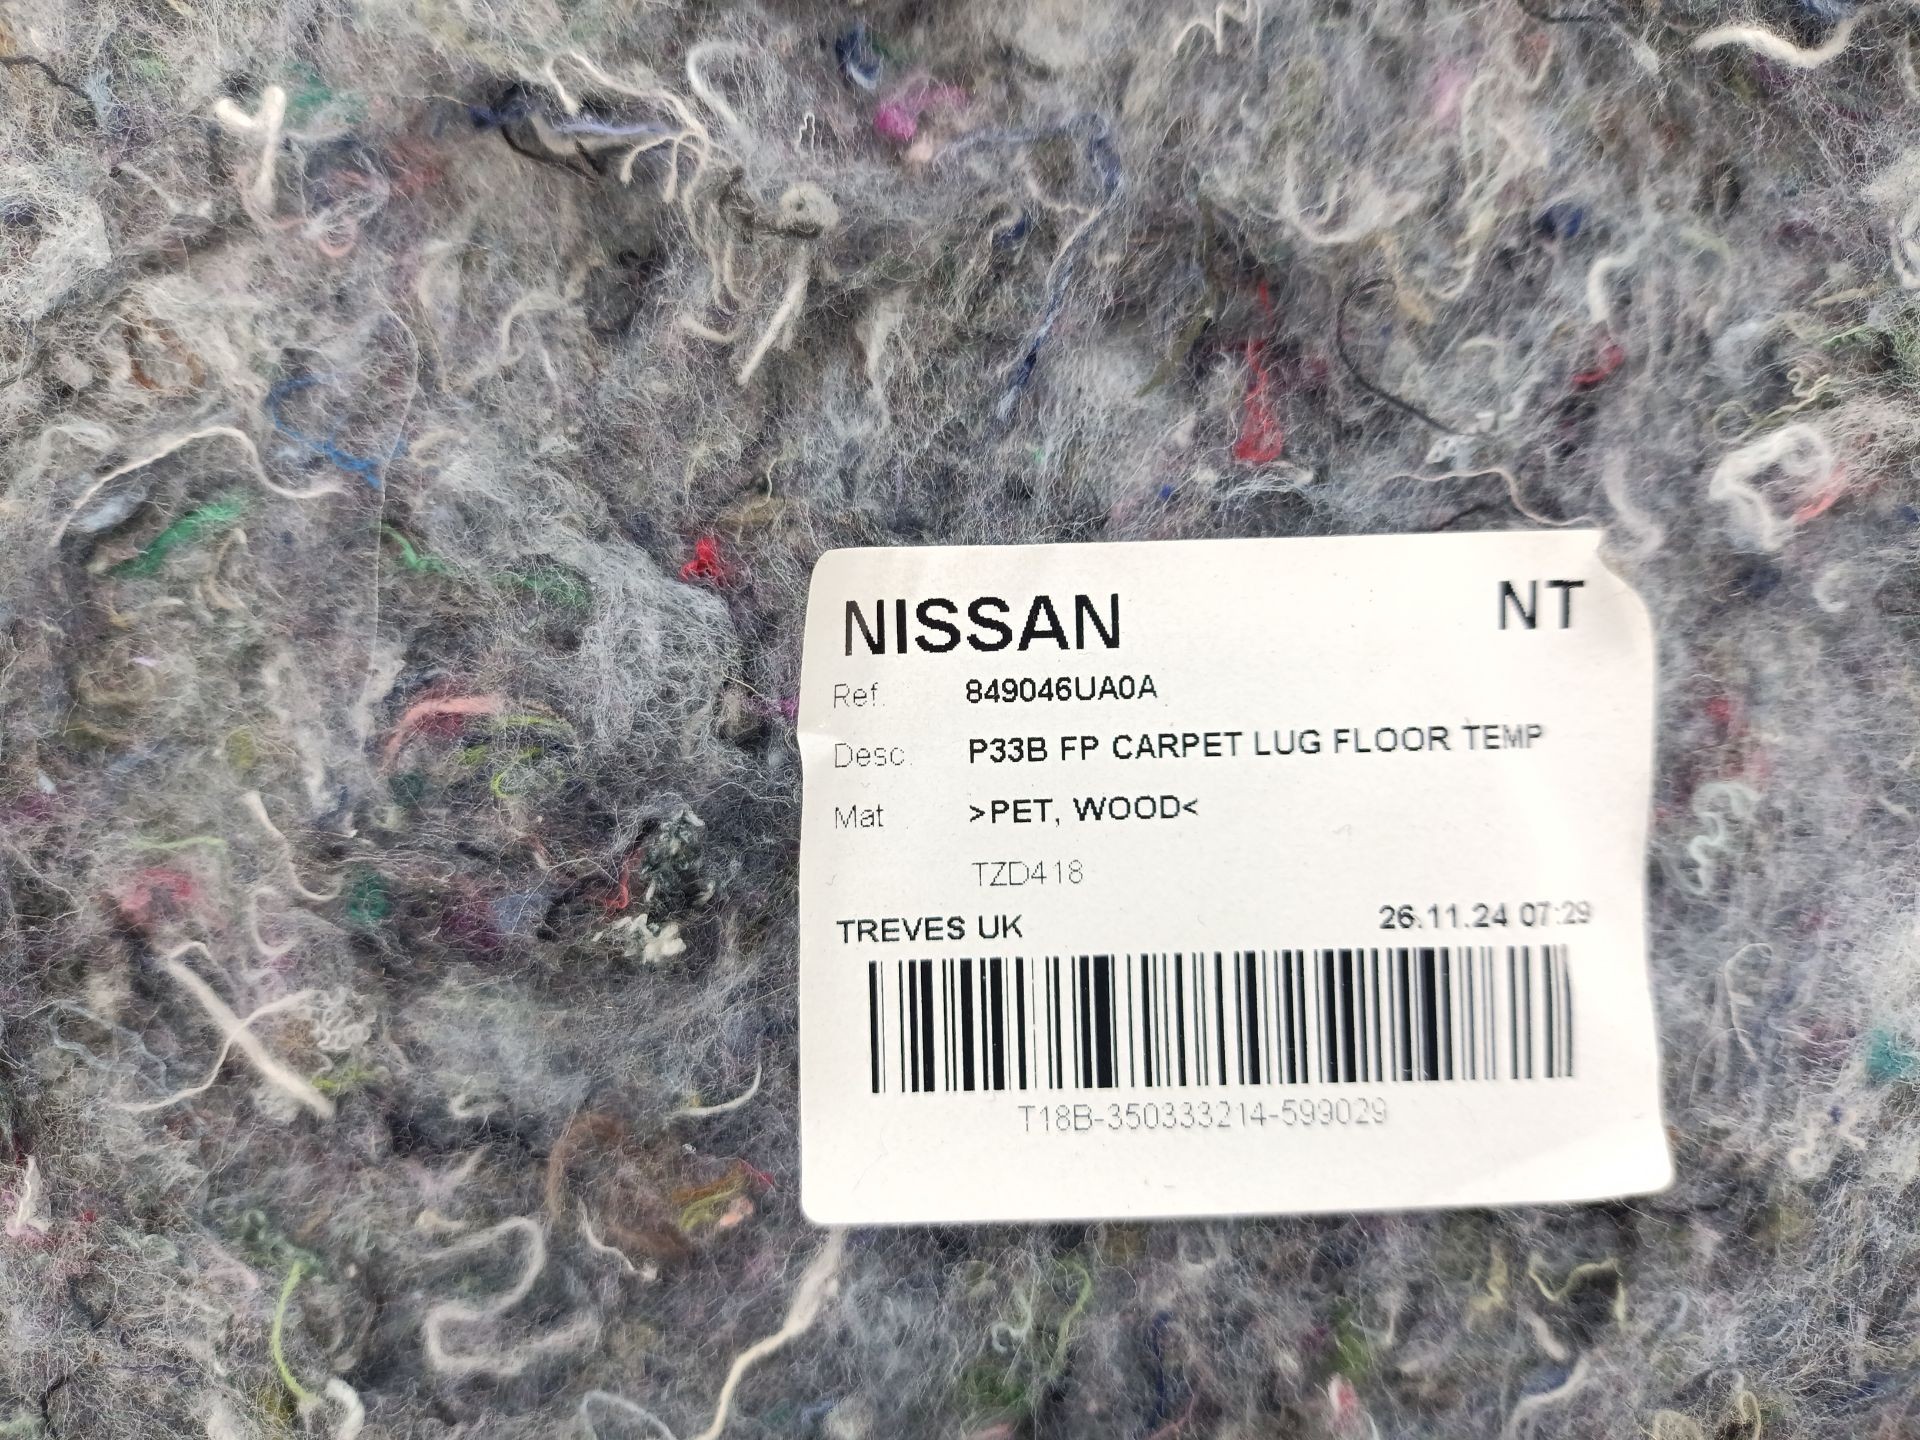 NISSAN NT
Ref. 849046UA0A
Desc. P33B FP CARPET LUG FLOOR TEMP
Mat >PET, WOOD<
TZD418
TREVES UK 26.11.24 07:29
T18B-350333214-599029